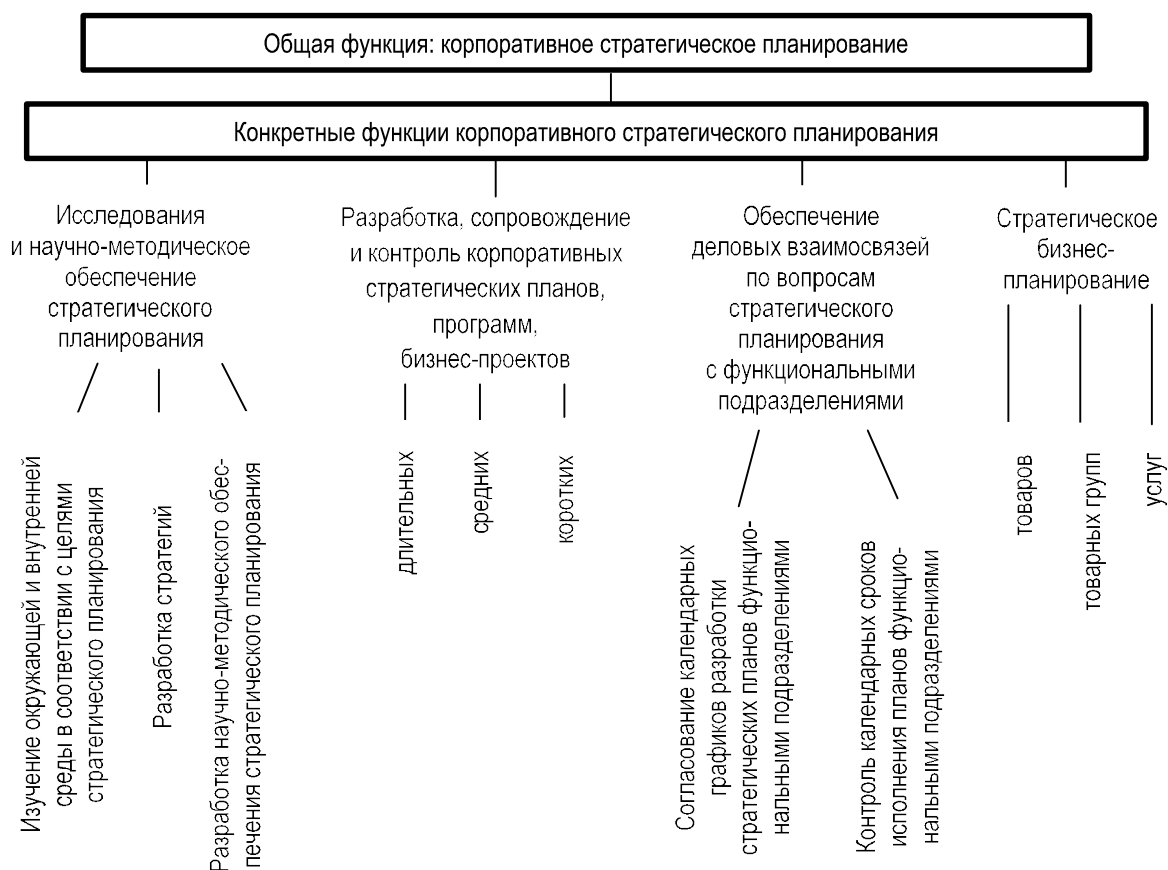 Общая функция: корпоративное стратегическое планирование
Конкретные функции корпоративного стратегического планирования
Исследования
и научно-методическое
обеспечение
стратегического
планирования
Разработка, сопровождение
и контроль корпоративных
стратегических планов,
программ,
бизнес-проектов
Обеспечение
деловых взаимосвязей
по вопросам
стратегического
планирования
с функциональными
подразделениями
Стратегическое
бизнес-
планирование
Изучение окружающей и внутренней
среды в соответствии с целями
стратегического планирования
Разработка стратегий
Разработка научно-методического обес-
печения стратегического планирования
длительных
средних
коротких
Согласование календарных
графиков разработки
стратегических планов функцио-
нальными подразделениями
Контроль календарных сроков
исполнения планов функцио-
нальными подразделениями
товаров
товарных групп
услуг